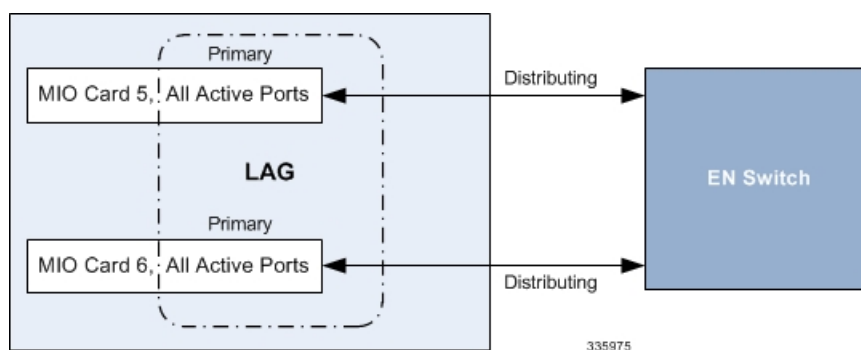 Primary
MIO Card 5, All Active Ports
Distributing
LAG
EN Switch
Primary
MIO Card 6, All Active Ports
Distributing
335975